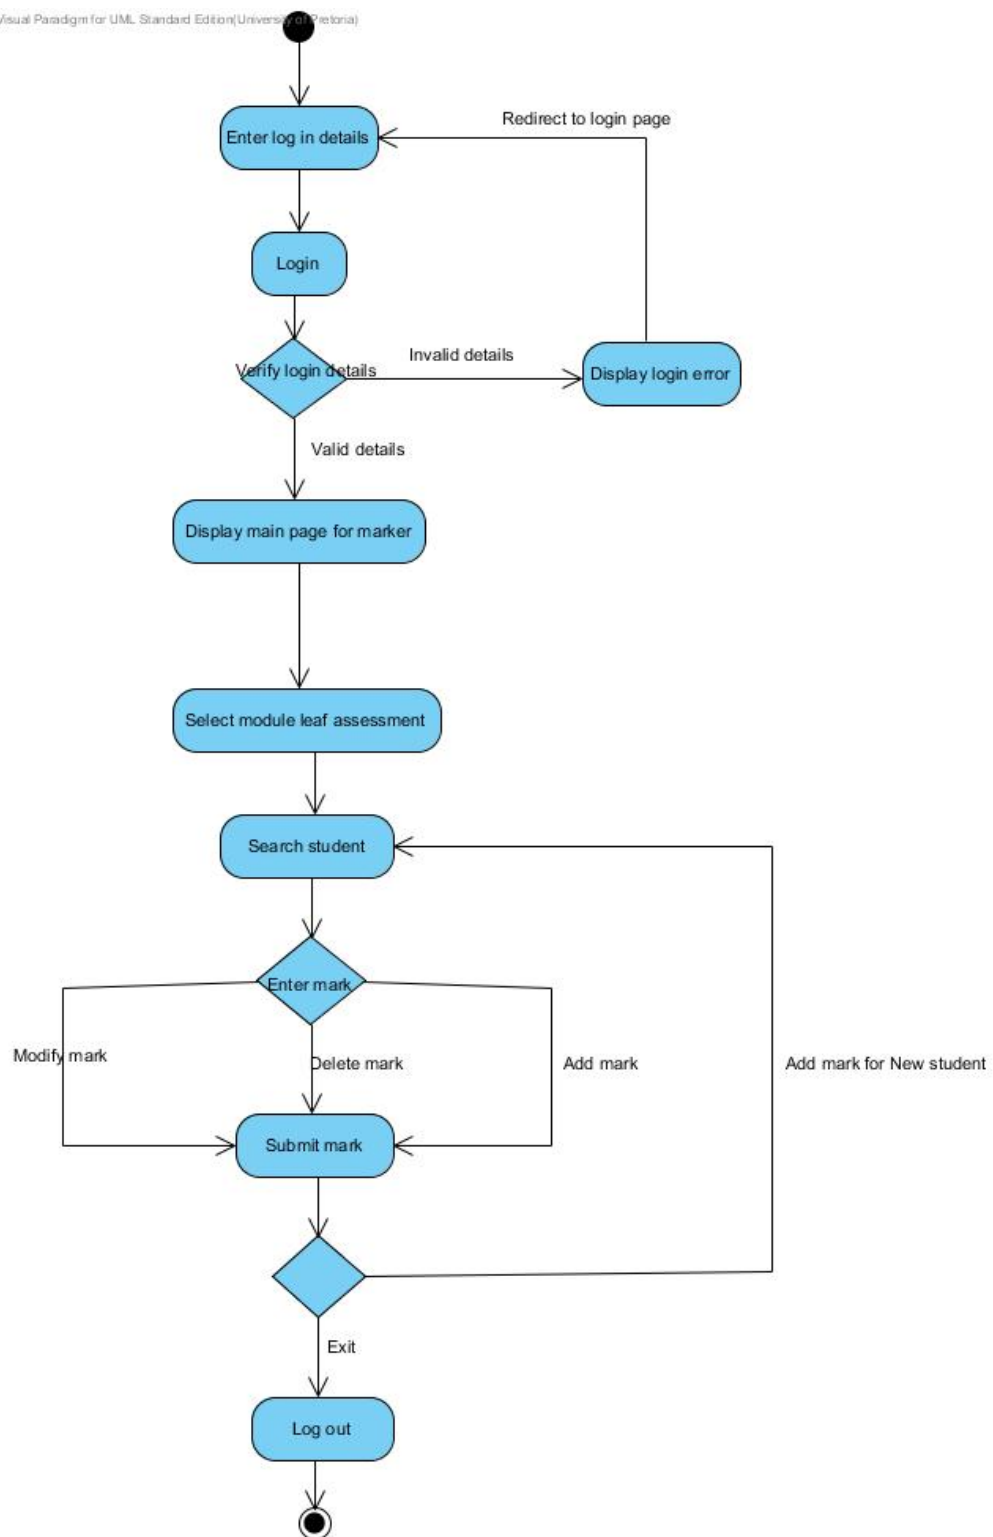 Visual Paradigm for UML Standard Edition(University of Pretoria)
Enter log in details
Redirect to login page
Login
Verify login details
Invalid details
Display login error
Valid details
Display main page for marker
Select module leaf assessment
Search student
Enter mark
Modify mark
Delete mark
Add mark
Add mark for New student
Submit mark
Exit
Log out